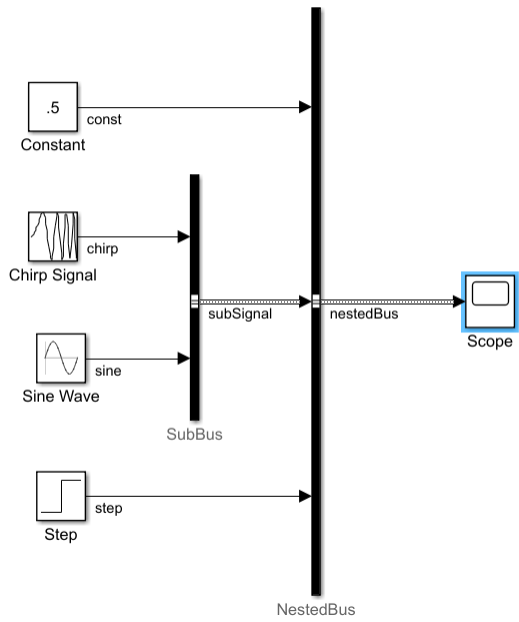 .5
const
Constant
chirp
Chirp Signal
subSignal
nestedBus
Scope
sine
Sine Wave
SubBus
step
Step
NestedBus